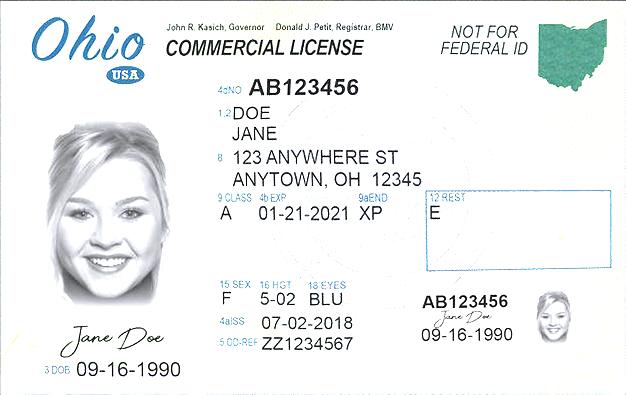 Ohio
USA
John R. Kasich, Governor Donald J. Petit, Registrar, BMV
COMMERCIAL LICENSE
NOT FOR
FEDERAL ID
4dNO AB123456
1,2 DOE
JANE
8 123 ANYWHERE ST
ANYTOWN, OH 12345
9 CLASS 4b EXP 9aEND 12 REST
A 01-21-2021 XP E
15 SEX 16 HGT 18 EYES
F 5-02 BLU
4aISS 07-02-2018
5 DD-REF ZZ1234567
AB123456
Jane Doe
09-16-1990
Jane Doe
3 DOB 09-16-1990